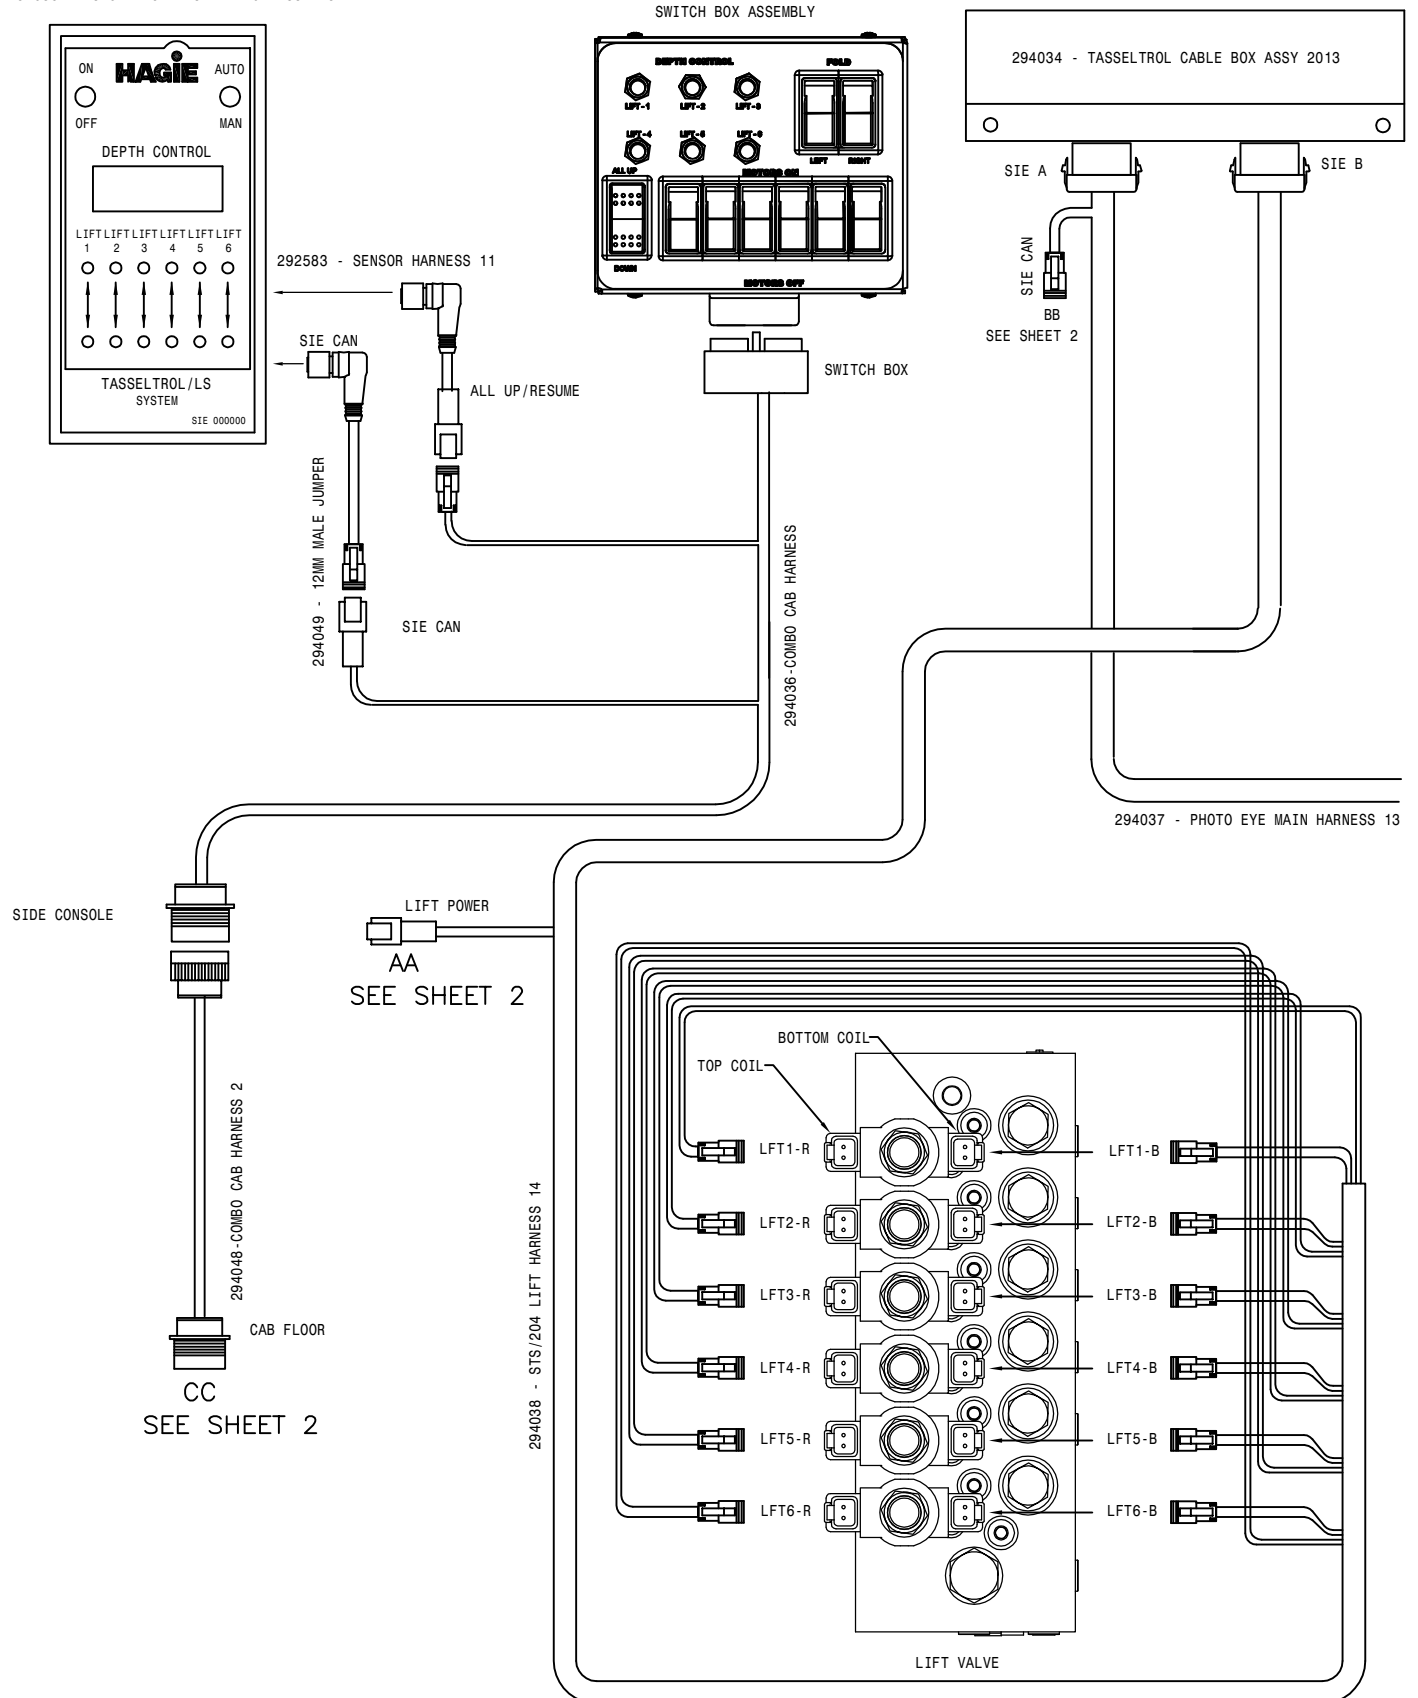 SWITCH BOX ASSEMBLY
ON
HAGIE
AUTO
OFF
MAN
DEPTH CONTROL
LIFT LIFT LIFT LIFT LIFT LIFT
1 2 3 4 5 6
TASSELTROL/LS
SYSTEM
SIE 000000
292583 - SENSOR HARNESS 11
SIE CAN
ALL UP/RESUME
294049 - 12MM MALE JUMPER
SIE CAN
DEPTH CONTROL
FOLD
LIFT-1
LIFT-2
LIFT-3
LIFT-4
LIFT-5
LIFT-6
LEFT
RIGHT
ALL UP
MOTORS ON
DOWN
MOTORS OFF
SWITCH BOX
294036-COMBO CAB HARNESS
294034 - TASSELTROL CABLE BOX ASSY 2013
SIE A
SIE B
SIE CAN
BB
SEE SHEET 2
294037 - PHOTO EYE MAIN HARNESS 13
SIDE CONSOLE
LIFT POWER
AA
SEE SHEET 2
294048-COMBO CAB HARNESS 2
CAB FLOOR
CC
SEE SHEET 2
294038 - STS/204 LIFT HARNESS 14
BOTTOM COIL
TOP COIL
LFT1-R
LFT1-B
LFT2-R
LFT2-B
LFT3-R
LFT3-B
LFT4-R
LFT4-B
LFT5-R
LFT5-B
LFT6-R
LFT6-B
LIFT VALVE